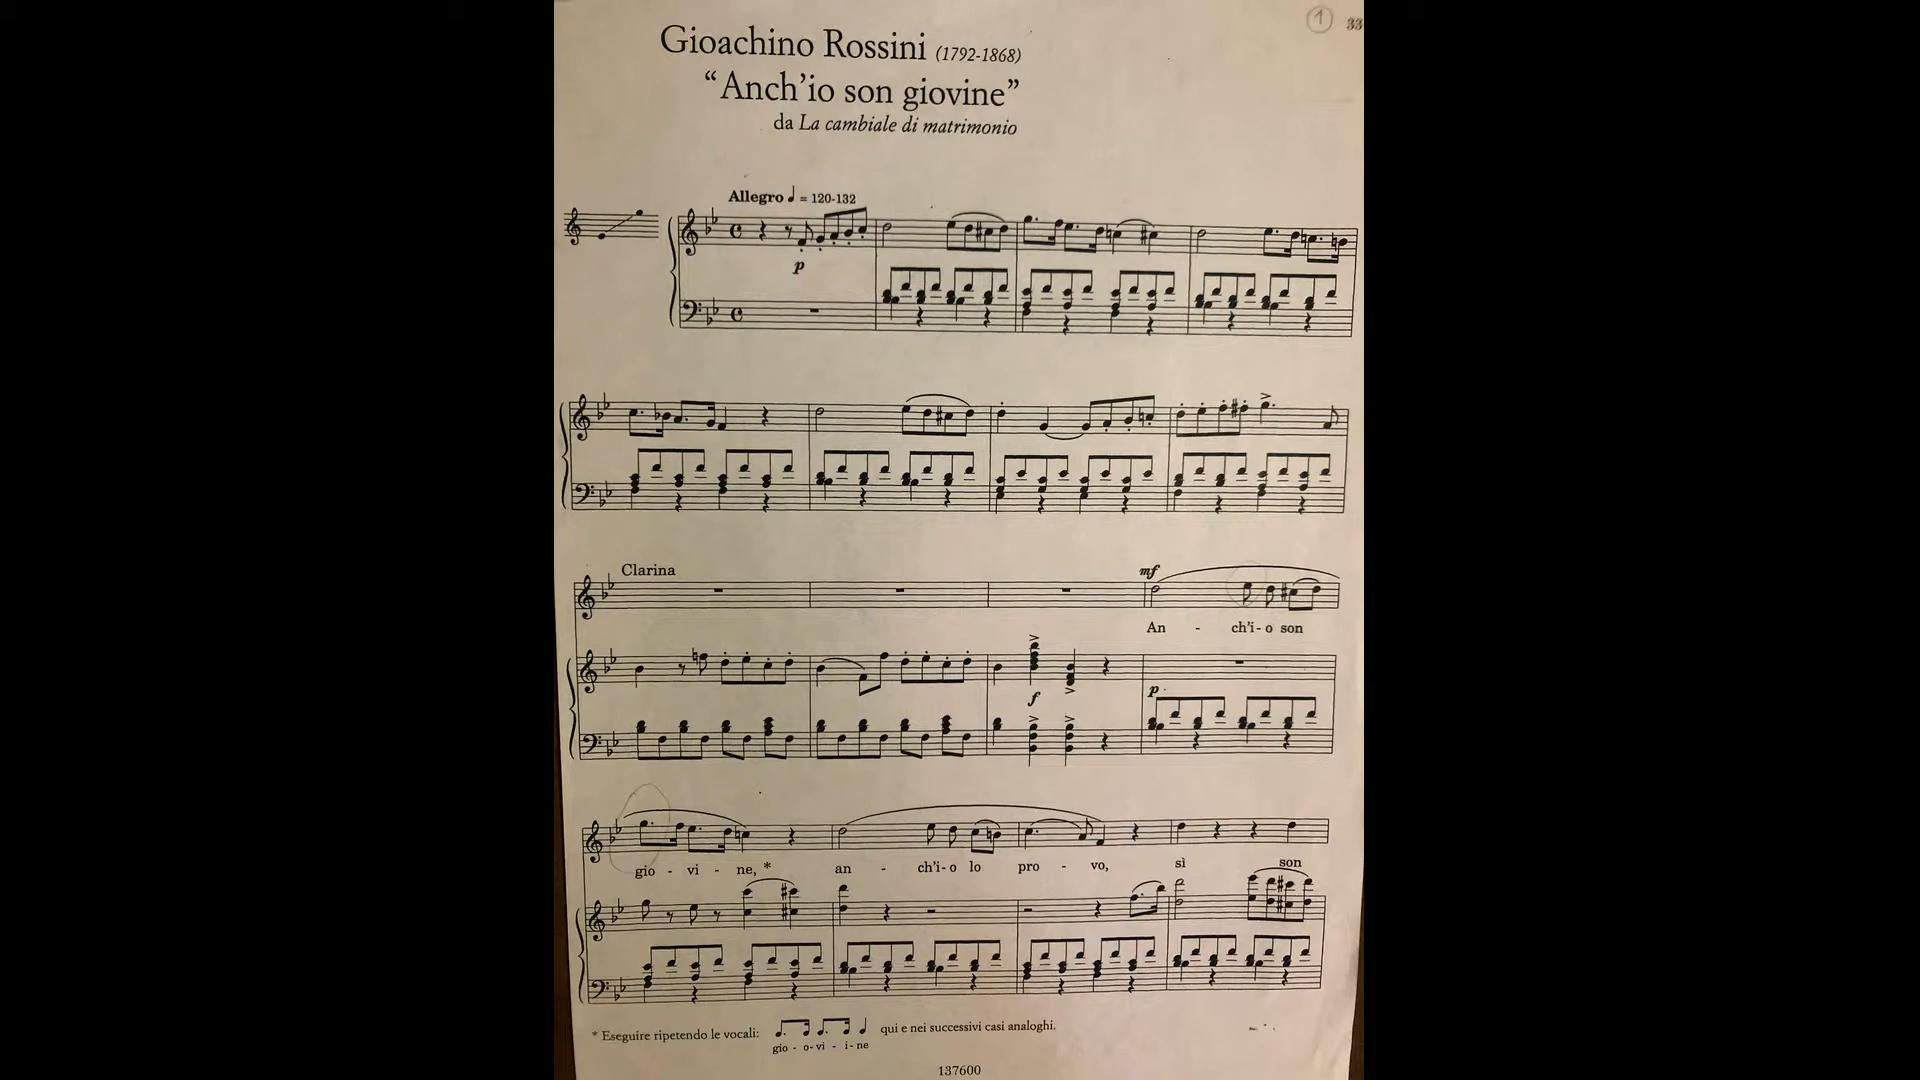 1
33
Gioachino Rossini (1792-1868)
“Anch’io son giovine”
da La cambiale di matrimonio
Allegro ♩ = 120-132
p
Clarina
mf
An - ch’i- o son
f
p
gio - vi - ne, * an - ch’i- o lo pro - vo, sì son
* Eseguire ripetendo le vocali: qui e nei successivi casi analoghi.
gio - o- vi - i- ne
137600